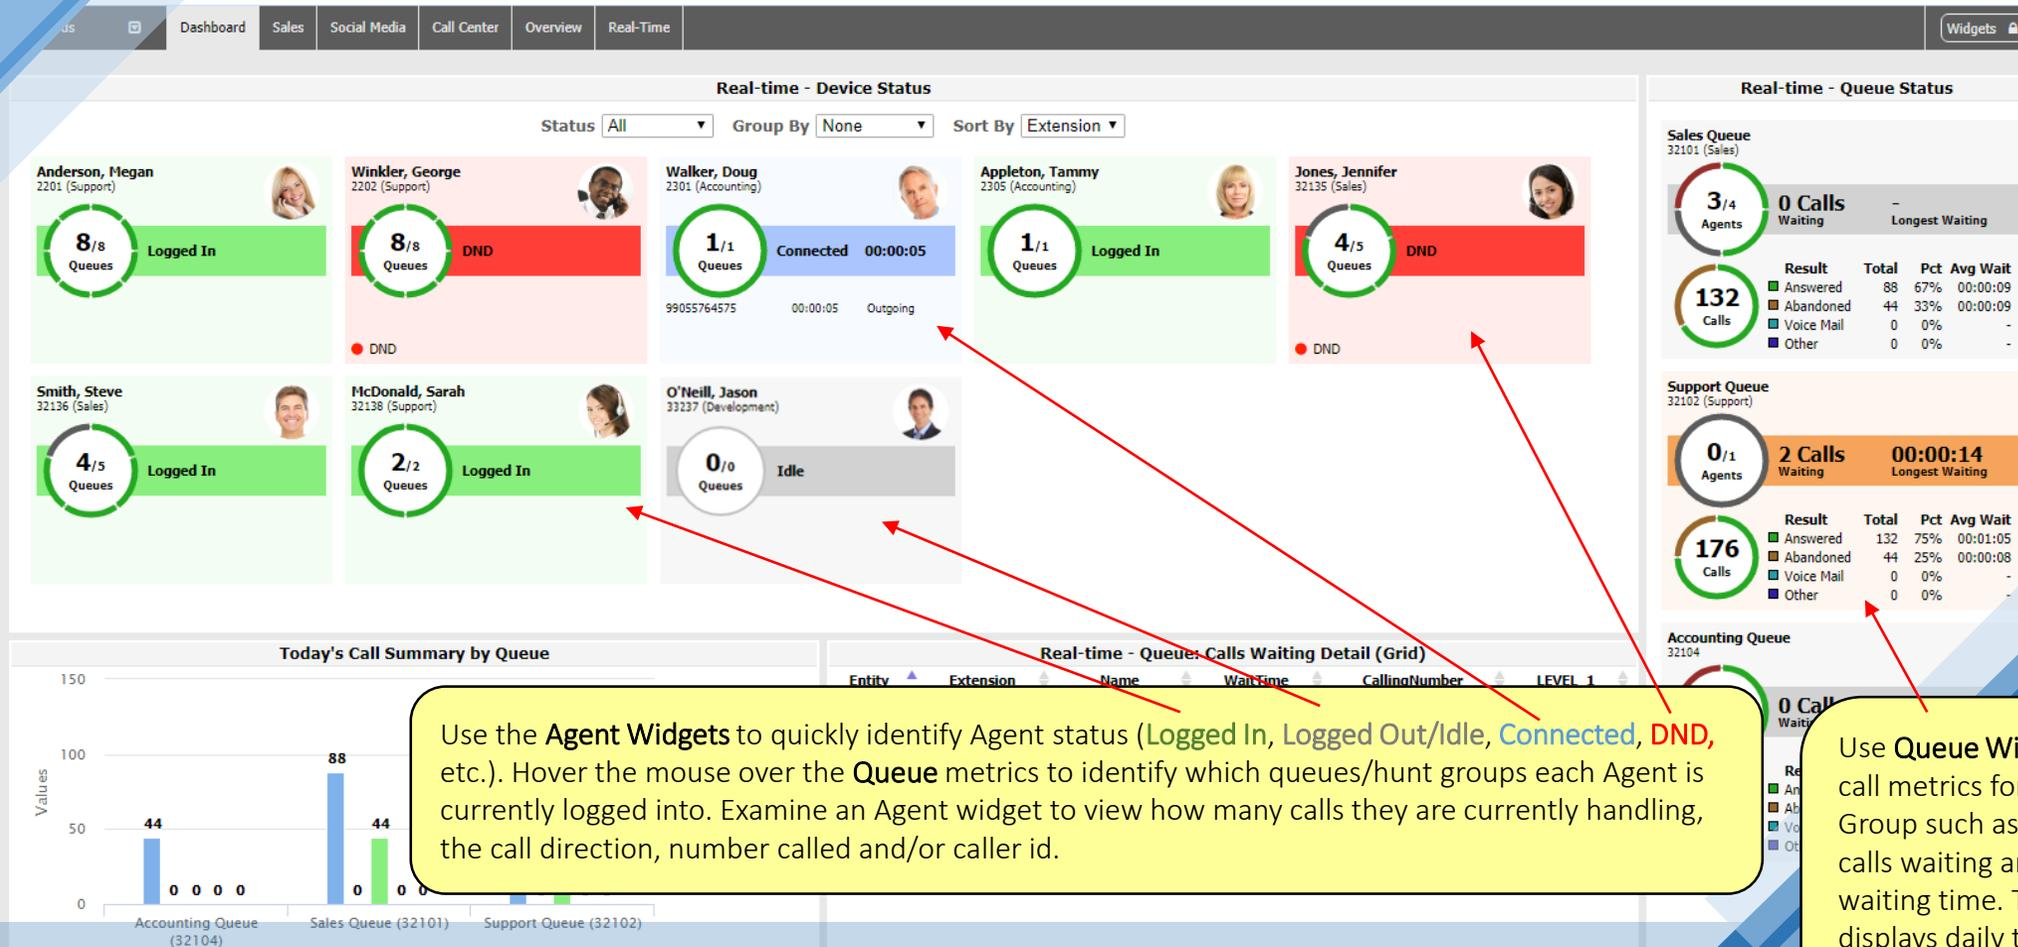 Dashboard
Sales
Social Media
Call Center
Overview
Real-Time
Widgets
Real-time - Device Status
Status All
Group By None
Sort By Extension
Anderson, Megan
2201 (Support)
8/8
Queues
Logged In
Winkler, George
2202 (Support)
8/8
Queues
DND
DND
Walker, Doug
2301 (Accounting)
1/1
Queues
Connected 00:00:05
99055764575 00:00:05 Outgoing
Appleton, Tammy
2305 (Accounting)
1/1
Queues
Logged In
Jones, Jennifer
32135 (Sales)
4/5
Queues
DND
DND
Smith, Steve
32136 (Sales)
4/5
Queues
Logged In
McDonald, Sarah
32138 (Support)
2/2
Queues
Logged In
O'Neill, Jason
33237 (Development)
0/0
Queues
Idle
Real-time - Queue Status
Sales Queue
32101 (Sales)
3/4
Agents
0 Calls -
Waiting Longest Waiting
132
Calls
Result Total Pct Avg Wait
Answered 88 67% 00:00:09
Abandoned 44 33% 00:00:09
Voice Mail 0 0% -
Other 0 0% -
Support Queue
32102 (Support)
0/1
Agents
2 Calls 00:00:14
Waiting Longest Waiting
176
Calls
Result Total Pct Avg Wait
Answered 132 75% 00:01:05
Abandoned 44 25% 00:00:08
Voice Mail 0 0% -
Other 0 0% -
Accounting Queue
32104
0
Today's Call Summary by Queue
Values
150
100
50
0
44 0 0 0 0
88 0 44 0 0
Accounting Queue
(32104)
Sales Queue (32101)
Support Queue (32102)
Real-time - Queue: Calls Waiting Detail (Grid)
Entity Extension Name WaitTime CallingNumber LEVEL_1
Use the Agent Widgets to quickly identify Agent status (Logged In, Logged Out/Idle, Connected, DND,
etc.). Hover the mouse over the Queue metrics to identify which queues/hunt groups each Agent is
currently logged into. Examine an Agent widget to view how many calls they are currently handling,
the call direction, number called and/or caller id.
Use Queue
call metrics
Group such as
calls waiting
waiting time.
displays daily